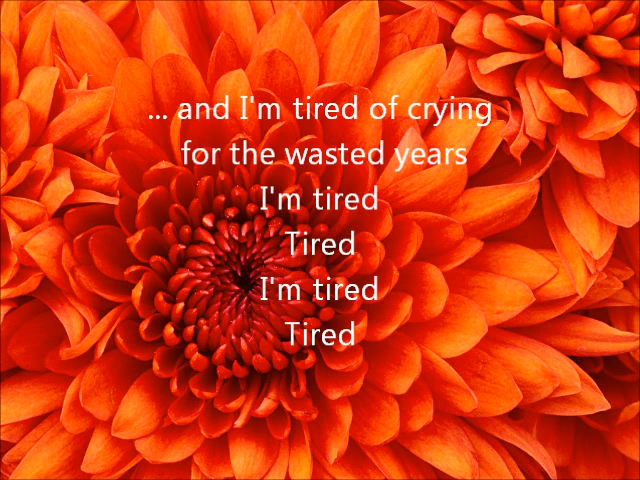 ... and I'm tired of crying
for the wasted years
I'm tired
Tired
I'm tired
Tired